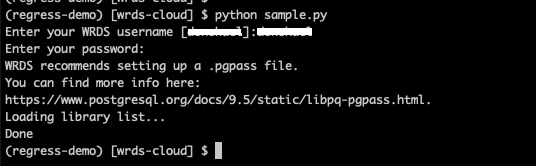 (regress-demo) [wrds-cloud] $ python sample.py
Enter your WRDS username []:
Enter your password:
WRDS recommends setting up a .pgpass file.
You can find more info here:
https://www.postgresql.org/docs/9.5/static/libpq-pgpass.html.
Loading library list...
Done
(regress-demo) [wrds-cloud] $